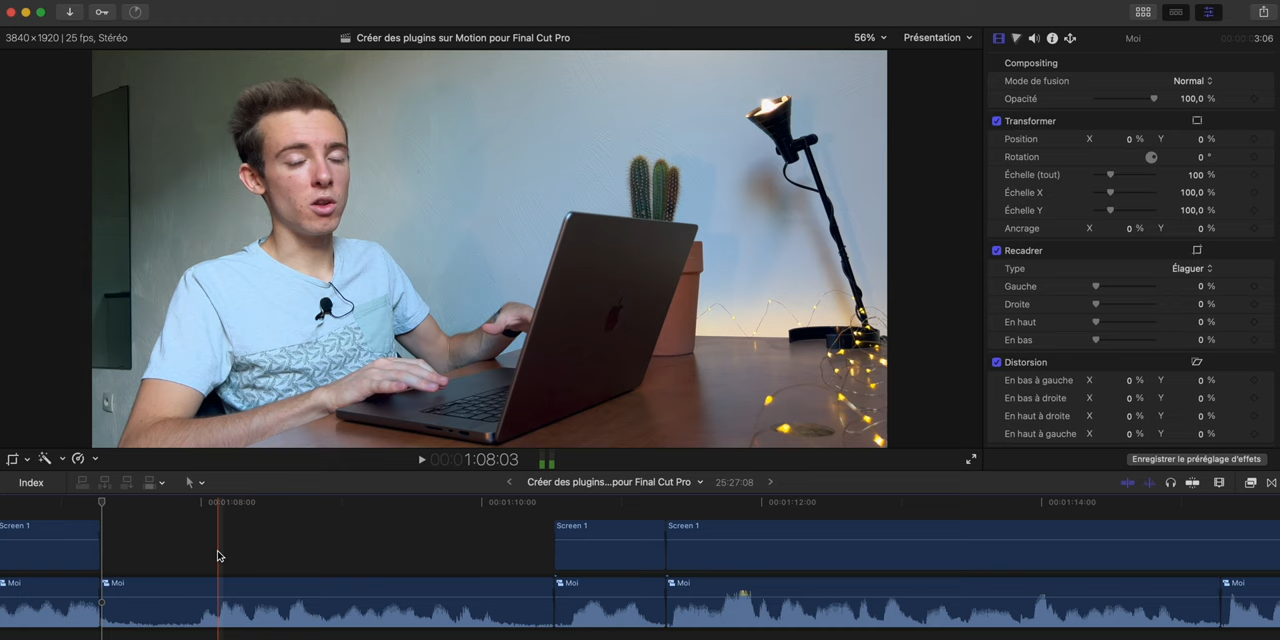 3840×1920 | 25 fps, Stéréo
Créer des plugins sur Motion pour Final Cut Pro
56%
Présentation
Moi
00:00:03:06
Compositing
Mode de fusion Normal
Opacité 100,0 %
Transformer
Position X 0 % Y 0 %
Rotation 0 °
Échelle (tout) 100 %
Échelle X 100,0 %
Échelle Y 100,0 %
Ancrage X 0 % Y 0 %
Recadrer
Type Élaguer
Gauche 0 %
Droite 0 %
En haut 0 %
En bas 0 %
Distorsion
En bas à gauche X 0 % Y 0 %
En bas à droite X 0 % Y 0 %
En haut à droite X 0 % Y 0 %
En haut à gauche X 0 % Y 0 %
Enregistrer le préréglage d'effets
00:01:08:03
Index
Créer des plugins...pour Final Cut Pro
25:27:08
00:01:08:00
00:01:10:00
00:01:12:00
00:01:14:00
Screen 1
Screen 1
Screen 1
Moi
Moi
Moi
Moi
Moi